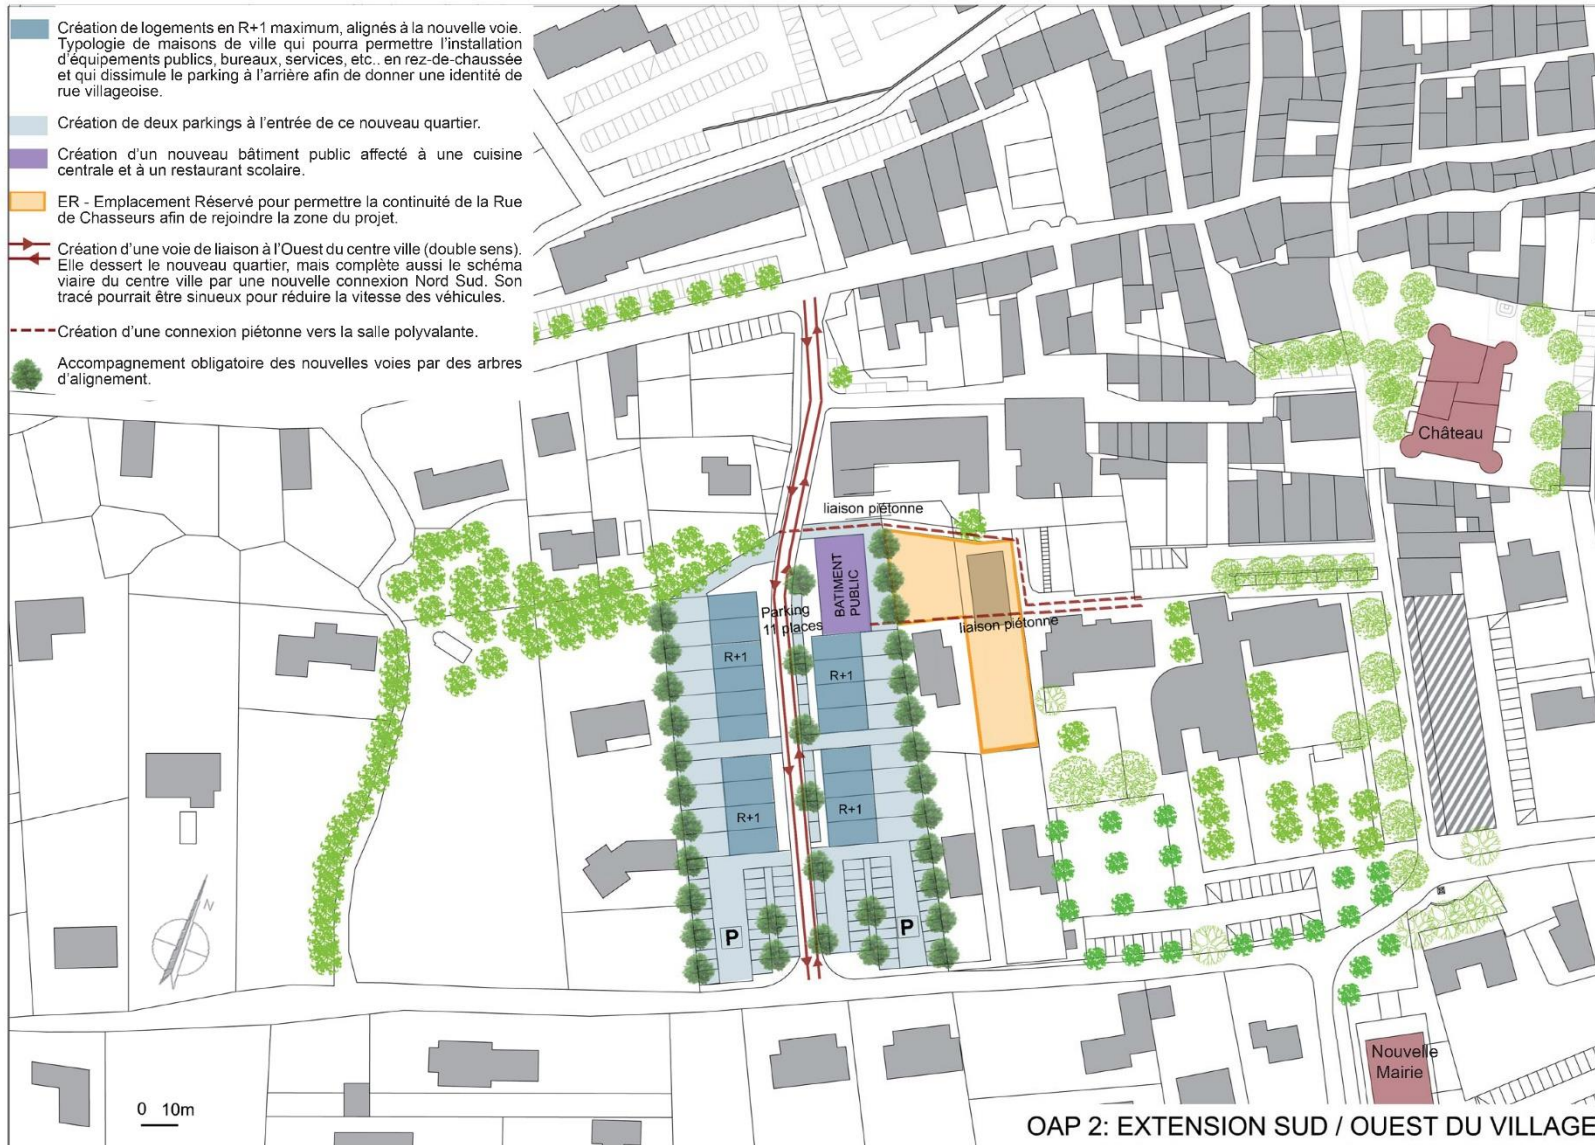 Création de logements en R+1 maximum, alignés à la nouvelle voie.
Typologie de maisons de ville qui pourra permettre l'installation
d'équipements publics, bureaux, services, etc.. en rez-de-chaussée
et qui dissimule le parking à l'arrière afin de donner une identité de
rue villageoise.
Création de deux parkings à l'entrée de ce nouveau quartier.
Création d'un nouveau bâtiment public affecté à une cuisine
centrale et à un restaurant scolaire.
ER - Emplacement Réservé pour permettre la continuité de la Rue
de Chasseurs afin de rejoindre la zone du projet.
Création d'une voie de liaison à l'Ouest du centre ville (double sens).
Elle dessert le nouveau quartier, mais complète aussi le schéma
viaire du centre ville par une nouvelle connexion Nord Sud. Son
tracé pourrait être sinueux pour réduire la vitesse des véhicules.
Création d'une connexion piétonne vers la salle polyvalante.
Accompagnement obligatoire des nouvelles voies par des arbres
d'alignement.
Château
liaison piétonne
BATIMENT
PUBLIC
Parking
11 places
liaison piétonne
R+1
R+1
R+1
R+1
P
P
N
Nouvelle
Mairie
0 10m
OAP 2: EXTENSION SUD / OUEST DU VILLAGE